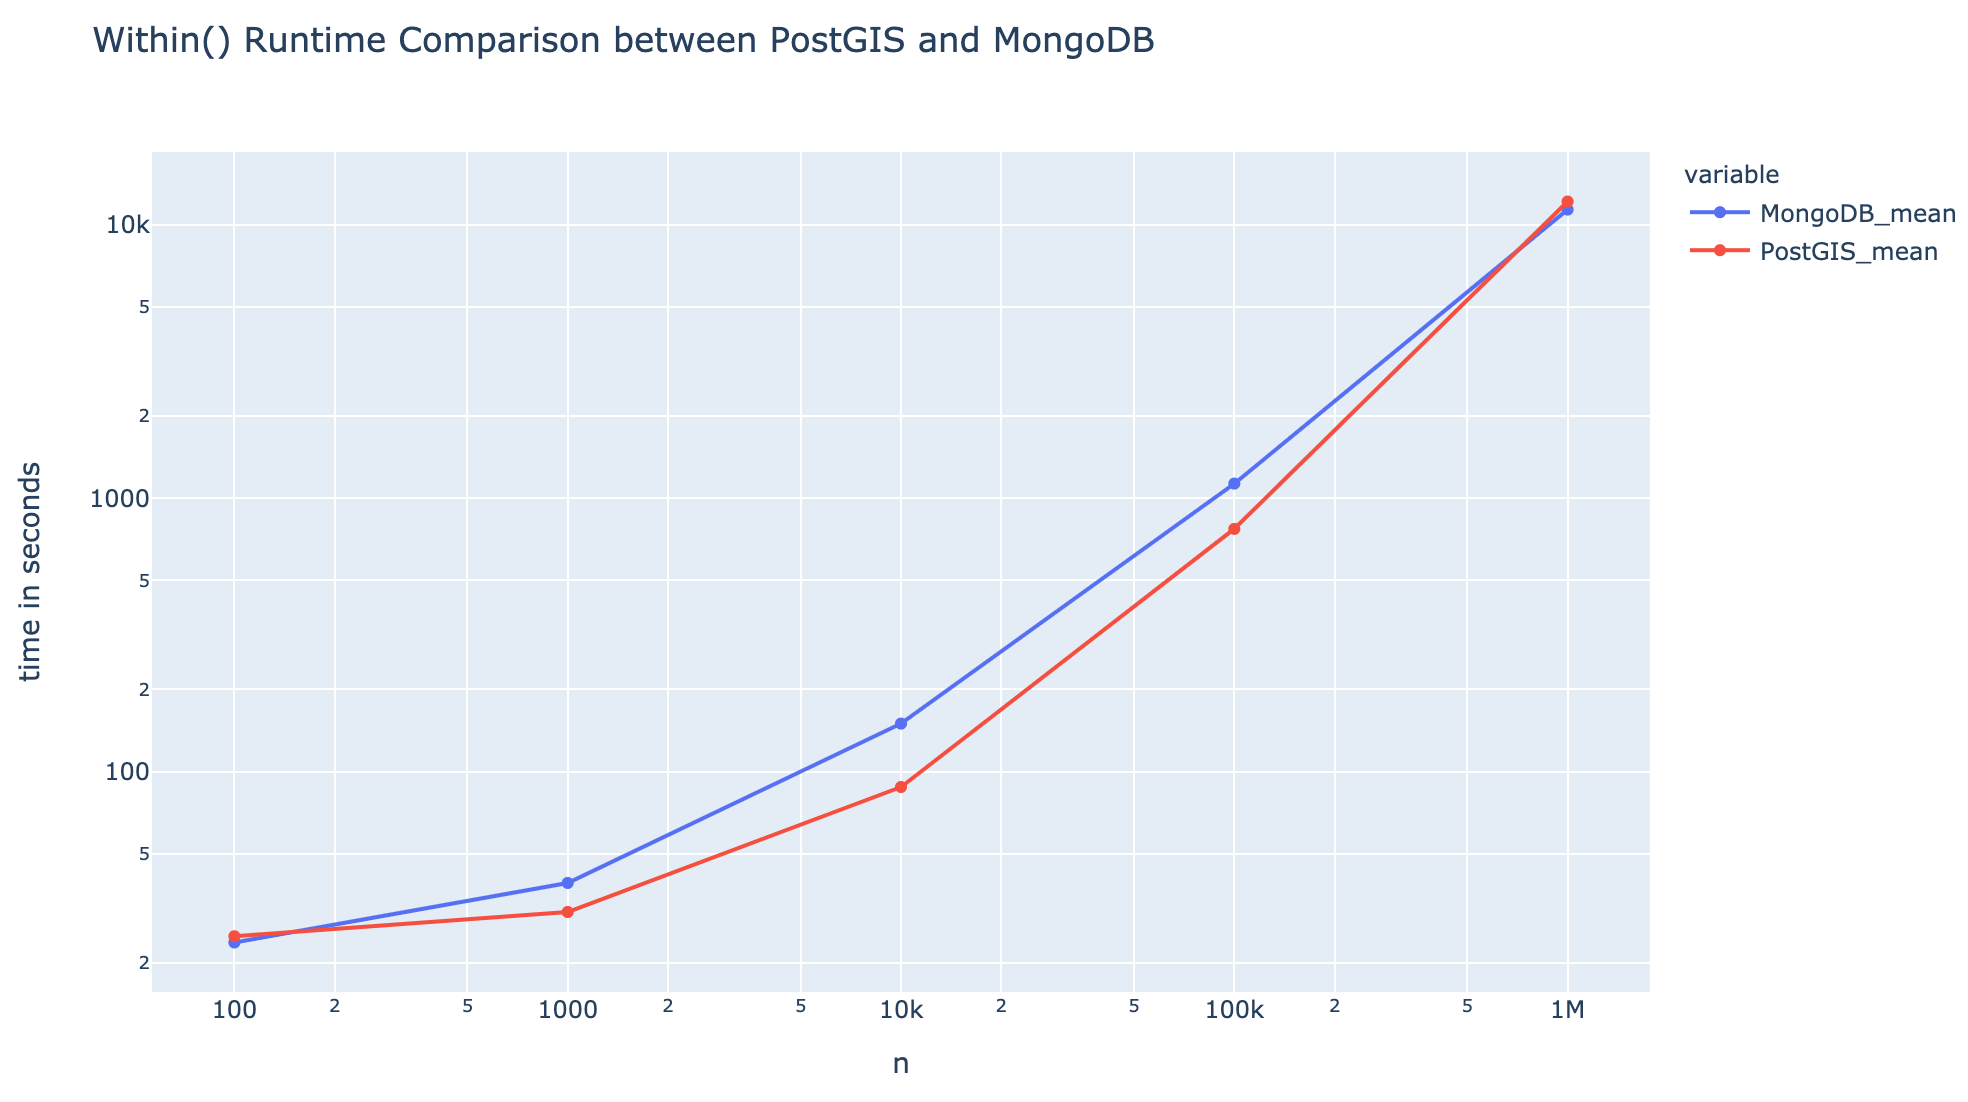 Within() Runtime Comparison between PostGIS and MongoDB
variable
MongoDB_mean
PostGIS_mean
time in seconds
10k
5
2
1000
5
2
100
5
2
100 2 5 1000 2 5 10k 2 5 100k 2 5 1M
n